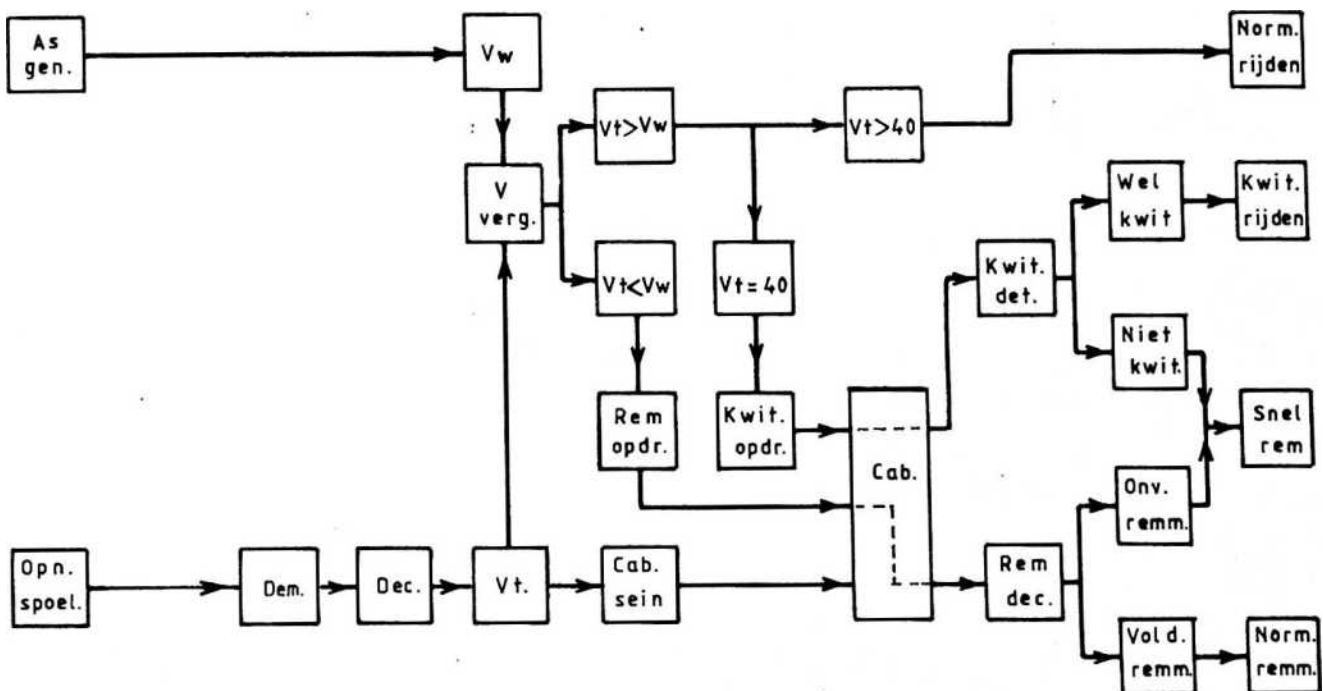 As
gen.
Vw
Norm.
rijden
Vt>Vw
Vt>40
V
verg.
Wel
kwit
Kwit.
rijden
Vt<Vw
Vt=40
Kwit.
det.
Niet
kwit.
Rem
opdr.
Kwit.
opdr.
Cab.
Snel
rem
Onv.
remm.
Opn.
spoel.
Dem.
Dec.
Vt.
Cab.
sein
Rem
dec.
Vold.
remm.
Norm.
remm.